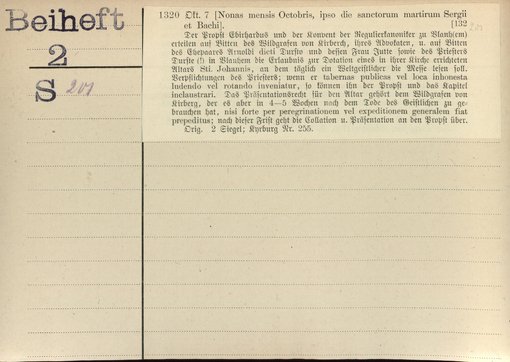 Beiheft
2
S 201
1320 Okt. 7 [Nonas mensis Octobris, ipso die sanctorum martirum Sergii
et Bachi]. [132
Der Propst Ebirhardus und der Konvent der Regulierkanoniker zu Blanh(em)
erteilen auf Bitten des Wildgrafen von Kirberch, ihres Advokaten, u. auf Bitten
des Ehepaars Arnoldi dicti Durste und dessen Frau Jutte sowie des Priesters
Durste (!) in Blanhem die Erlaubnis zur Dotation eines in ihrer Kirche errichteten
Altars Sti. Johannis, an dem täglich ein Weltgeistlicher die Messe lesen soll.
Verpflichtungen des Priesters; wenn er tabernas publicas vel loca inhonesta
ludendo vel rotando inveniatur, so können ihn der Propst und das Kapitel
inclaustrari. Das Präsentationsrecht für den Altar gehört dem Wildgrafen von
Kirberg, der es aber in 4—5 Wochen nach dem Tode des Geistlichen zu ge-
brauchen hat, nisi forte per peregrinationem vel expeditionem generalem fiat
prepeditus; nach dieser Frist geht die Collation u. Präsentation an den Propst über.
Orig. 2 Siegel; Kyrburg Nr. 255.